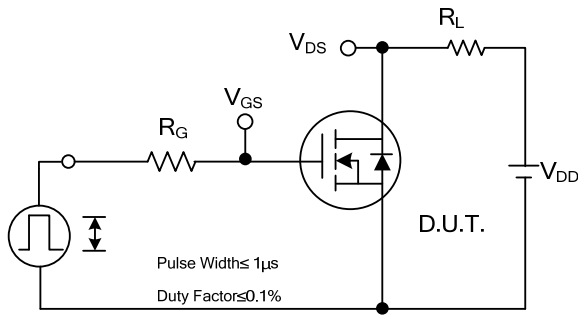 R_L
V_DS
V_GS
R_G
V_DD
D.U.T.
Pulse Width≤ 1μs
Duty Factor≤0.1%